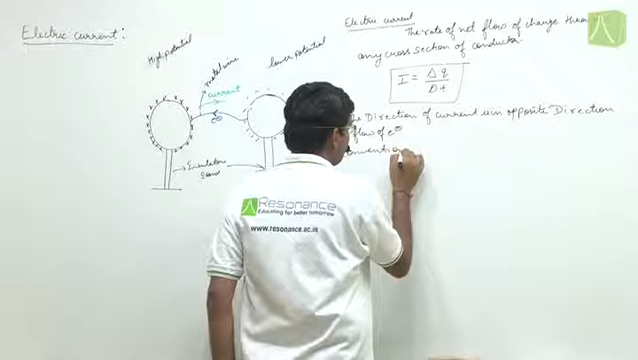 Electric current:
High potential
metal wire
lower potential
current
e⊖
Insulation
Stand
Electric current
The rate of net flow of charge through
any cross section of conductor.
I = Δq/Δt
Direction of current is in opposite Direction
flow of e⊖
Resonance
Educating for better tomorrow
www.resonance.ac.in